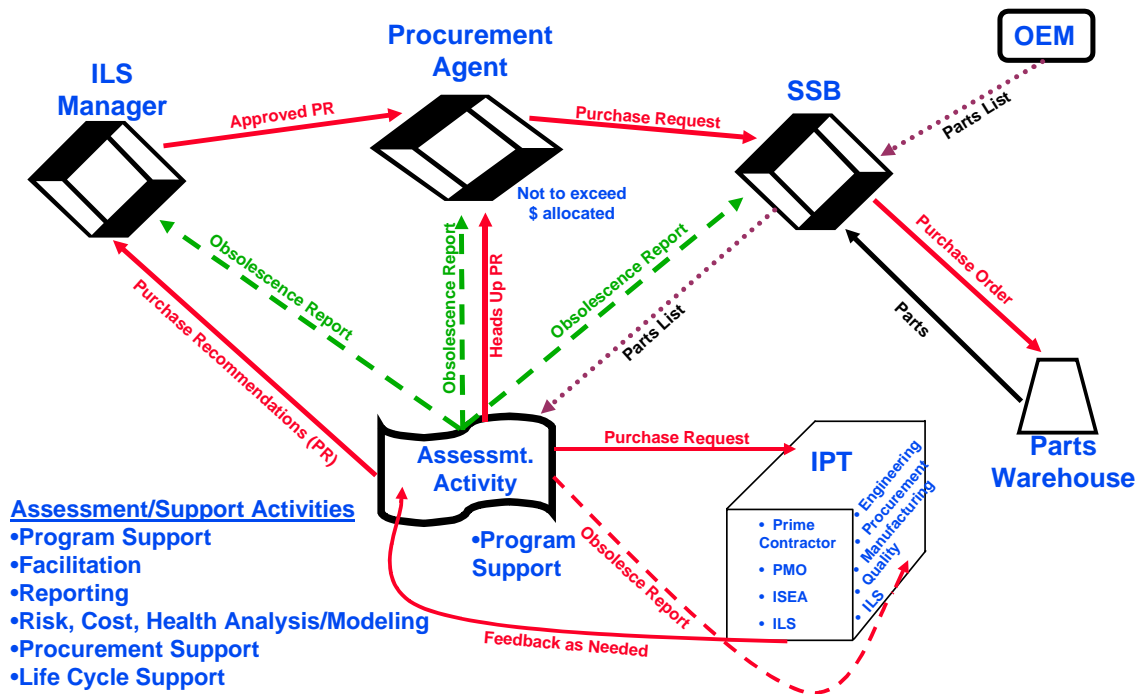 OEM
Procurement
Agent
ILS
Manager
SSB
Approved PR
Purchase Request
Parts List
Not to exceed
$ allocated
Obsolescence Report
Obsolescence Report
Heads Up PR
Obsolescence Report
Parts List
Purchase Order
Parts
Purchase Recommendations (PR)
Parts
Warehouse
Assessmt.
Activity
Purchase Request
IPT
• Prime
Contractor
• PMO
• ISEA
• ILS
• Engineering
• Procurement
• Manufacturing
• Quality
• ILS
•Program
Support
Obsolesce Report
Feedback as Needed
Assessment/Support Activities
•Program Support
•Facilitation
•Reporting
•Risk, Cost, Health Analysis/Modeling
•Procurement Support
•Life Cycle Support